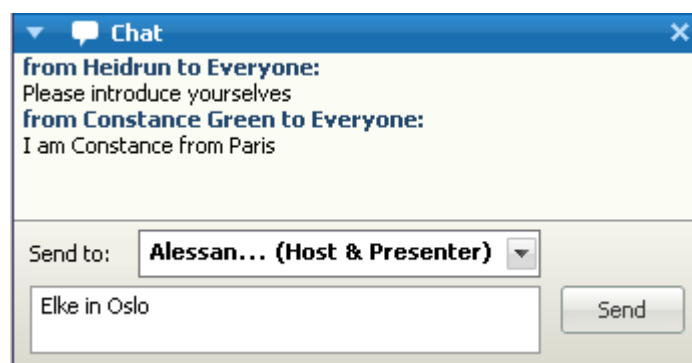 Chat
from Heidrun to Everyone:
Please introduce yourselves
from Constance Green to Everyone:
I am Constance from Paris
Send to: Alessan... (Host & Presenter)
Elke in Oslo
Send